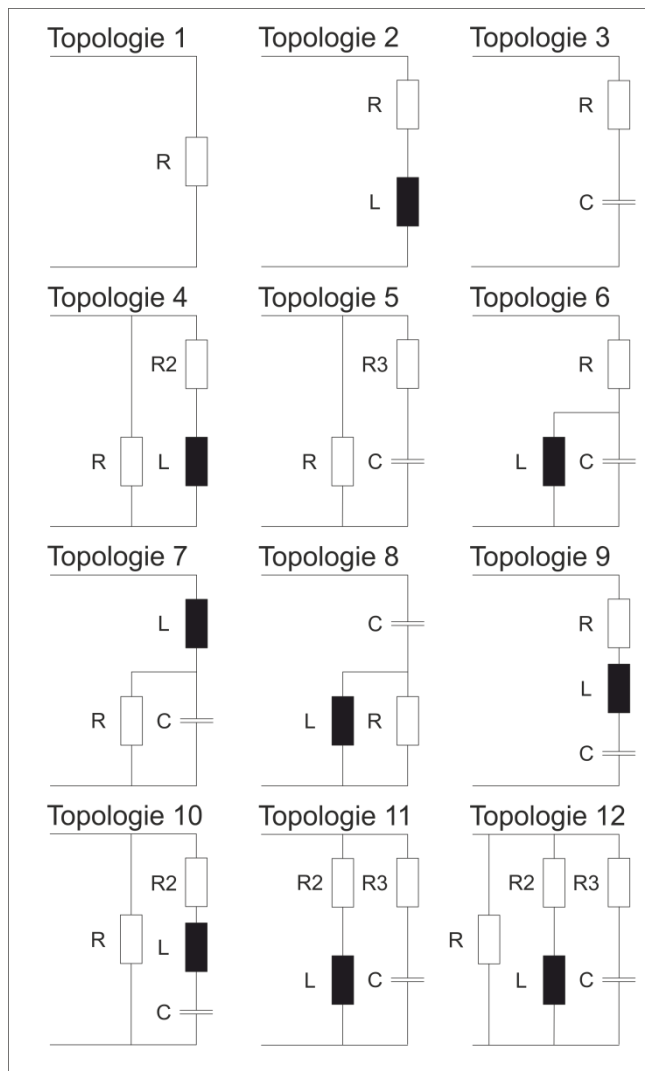 Topologie 1
R
Topologie 2
R
L
Topologie 3
R
C
Topologie 4
R2
R
L
Topologie 5
R3
R
C
Topologie 6
R
L
C
Topologie 7
L
R
C
Topologie 8
C
L
R
Topologie 9
R
L
C
Topologie 10
R2
R
L
C
Topologie 11
R2
R3
L
C
Topologie 12
R2
R3
R
L
C